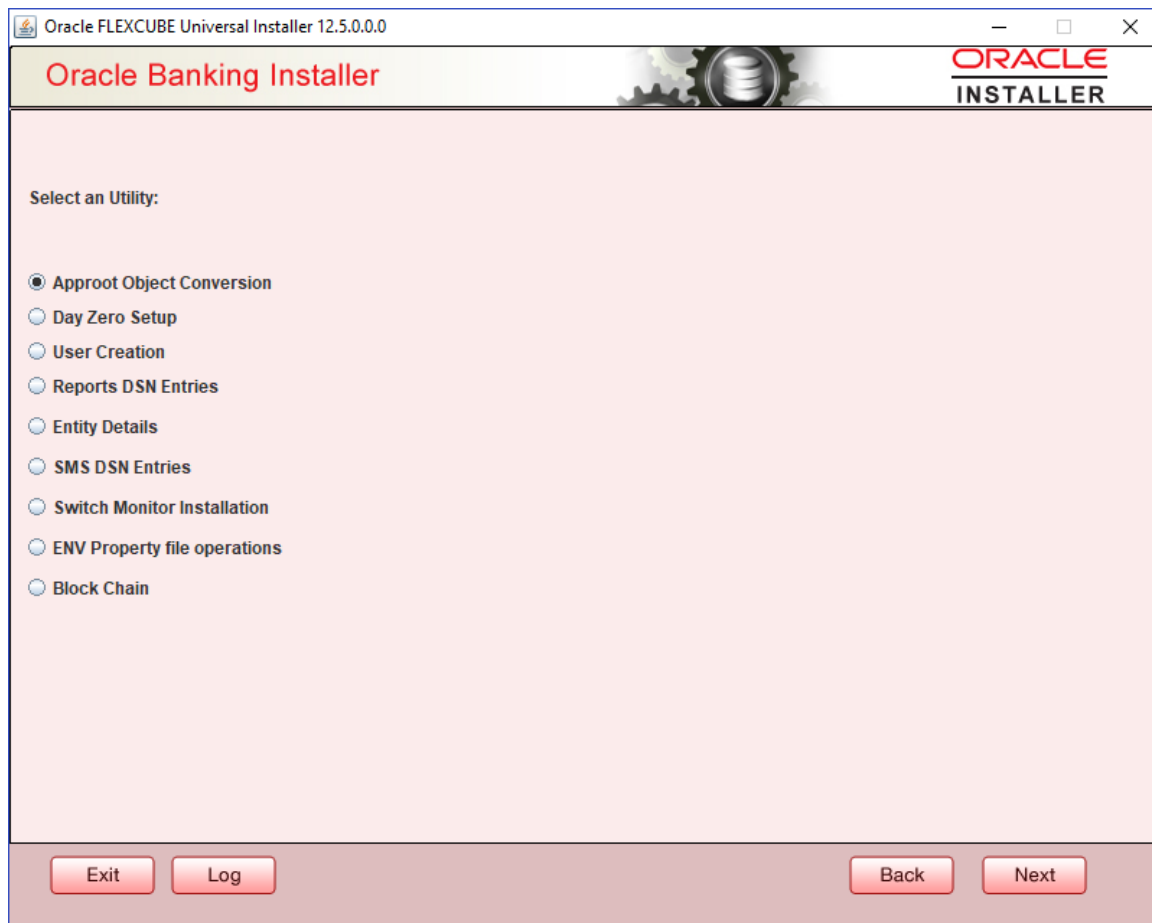 Oracle FLEXCUBE Universal Installer 12.5.0.0.0
Oracle Banking Installer
ORACLE
INSTALLER
Select an Utility:
Approot Object Conversion
Day Zero Setup
User Creation
Reports DSN Entries
Entity Details
SMS DSN Entries
Switch Monitor Installation
ENV Property file operations
Block Chain
Exit Log Back Next